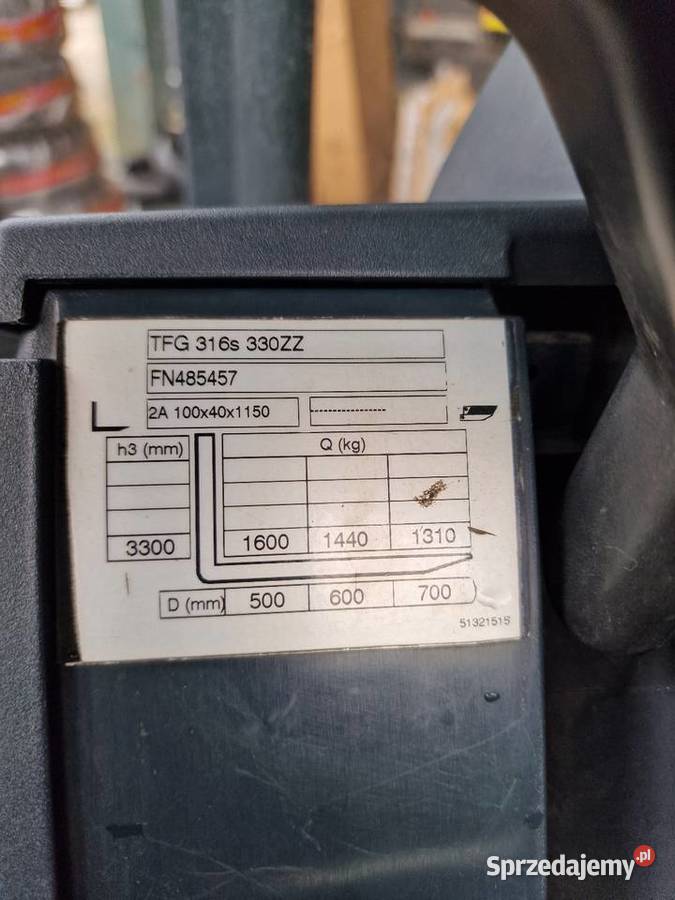 TFG 316s 330ZZ
FN485457
2A 100x40x1150 ----------------
h3 (mm) Q (kg)
3300 1600 1440 1310
D (mm) 500 600 700
51321515
Sprzedajemy.pl